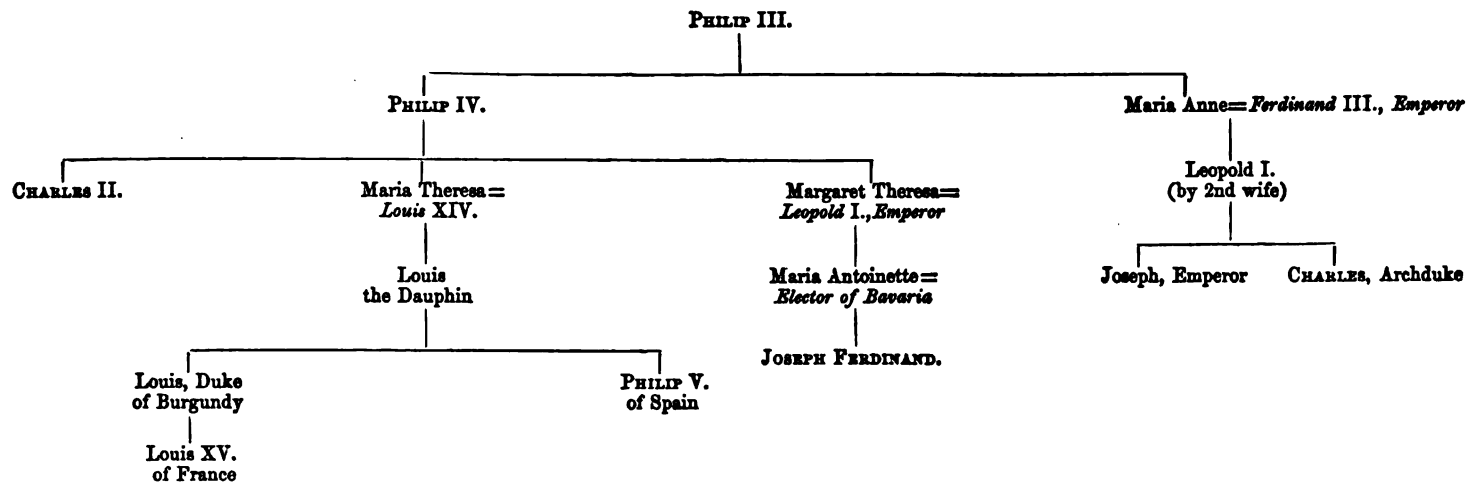 PHILIP III.
PHILIP IV.
Maria Anne=Ferdinand III., Emperor
CHARLES II.
Maria Theresa=
Louis XIV.
Margaret Theresa=
Leopold I., Emperor
Leopold I.
(by 2nd wife)
Louis
the Dauphin
Maria Antoinette=
Elector of Bavaria
Joseph, Emperor
CHARLES, Archduke
JOSEPH FERDINAND.
Louis, Duke
of Burgundy
PHILIP V.
of Spain
Louis XV.
of France